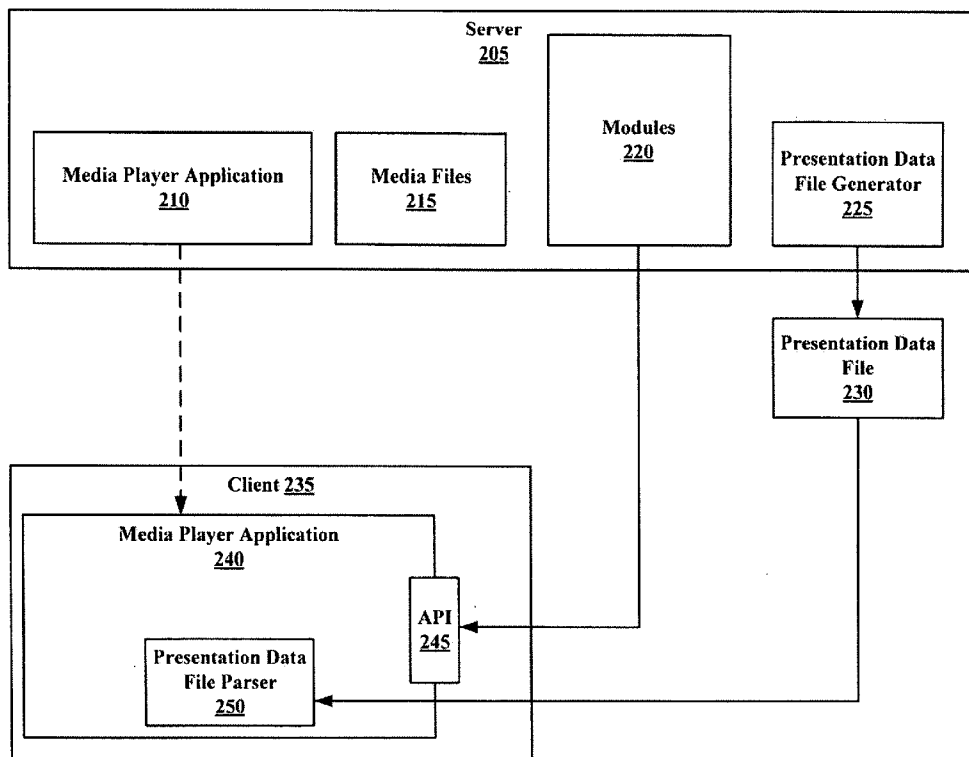 Server
205
Media Player Application
210
Media Files
215
Modules
220
Presentation Data
File Generator
225
Presentation Data
File
230
Client 235
Media Player Application
240
API
245
Presentation Data
File Parser
250